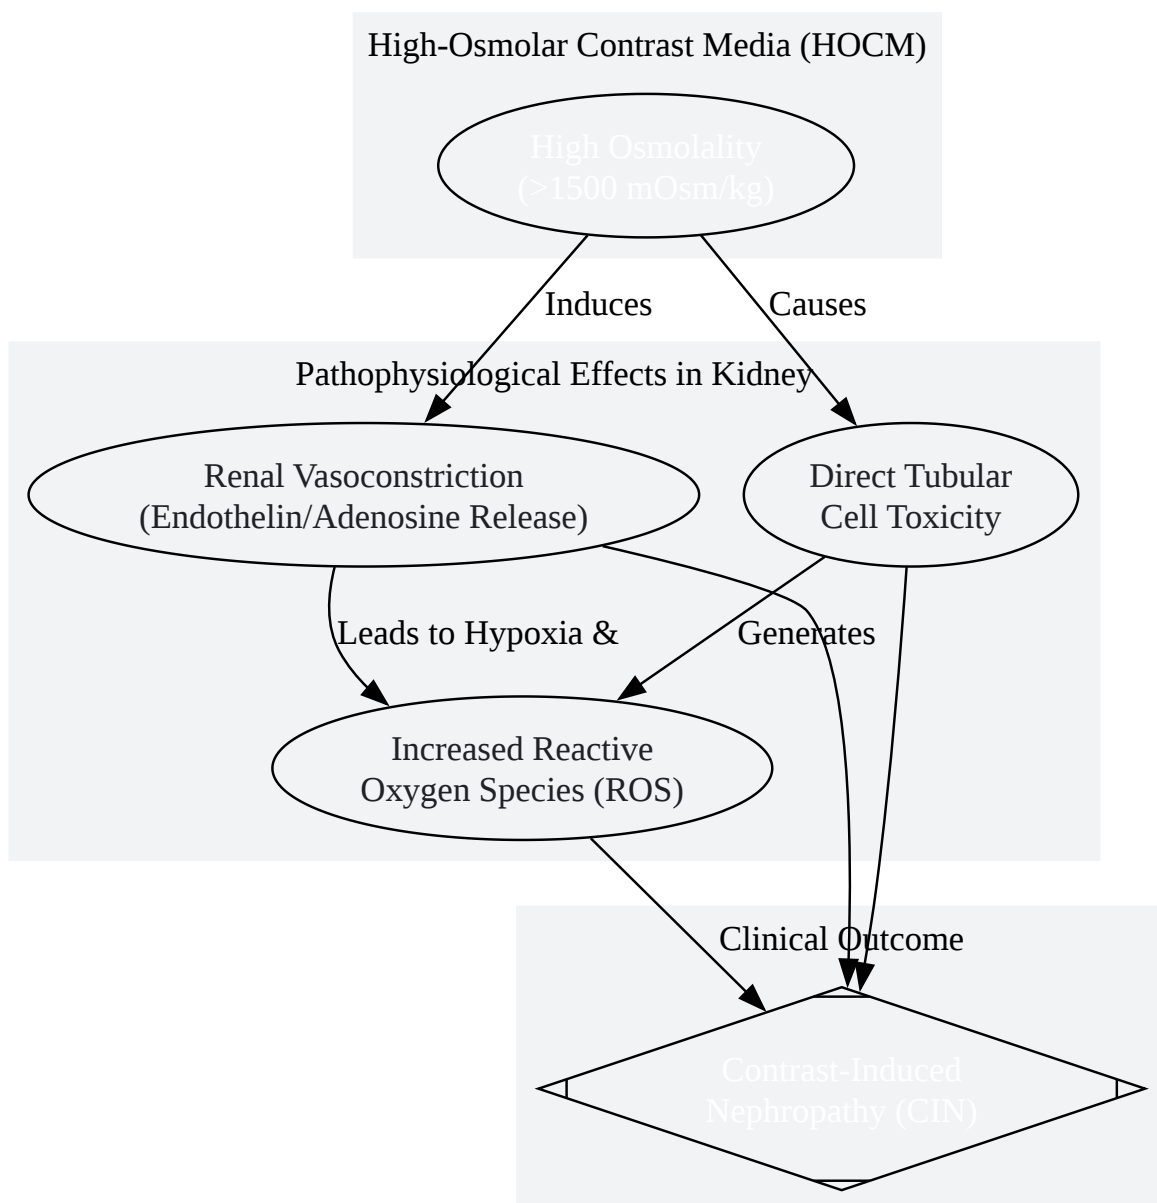 High-Osmolar Contrast Media (HOCM)
High Osmolality
(>1500 mOsm/kg)
Induces
Causes
Pathophysiological Effects in Kidney
Renal Vasoconstriction
(Endothelin/Adenosine Release)
Direct Tubular
Cell Toxicity
Leads to Hypoxia &
Generates
Increased Reactive
Oxygen Species (ROS)
Clinical Outcome
Contrast-Induced
Nephropathy (CIN)